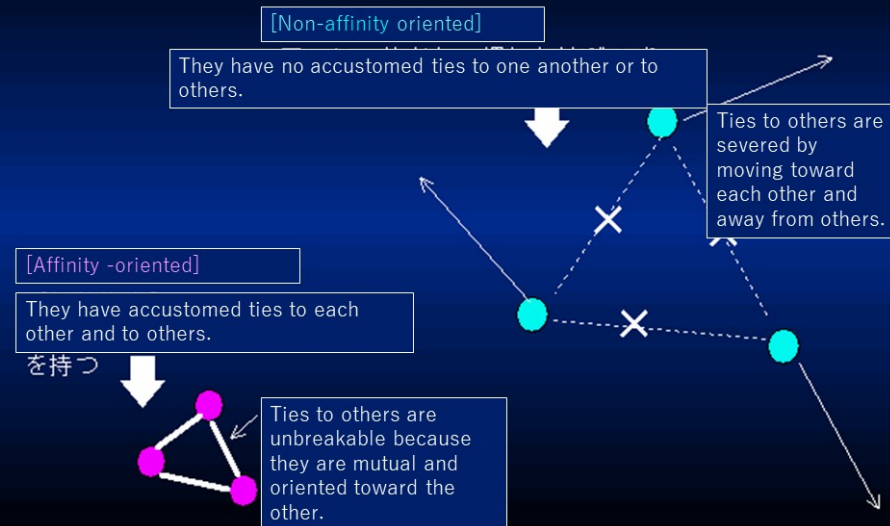 [Non-affinity oriented]
They have no accustomed ties to one another or to
others.
Ties to others are
severed by
moving toward
each other and
away from others.
[Affinity -oriented]
They have accustomed ties to each
other and to others.
を持つ
Ties to others are
unbreakable because
they are mutual and
oriented toward the
other.